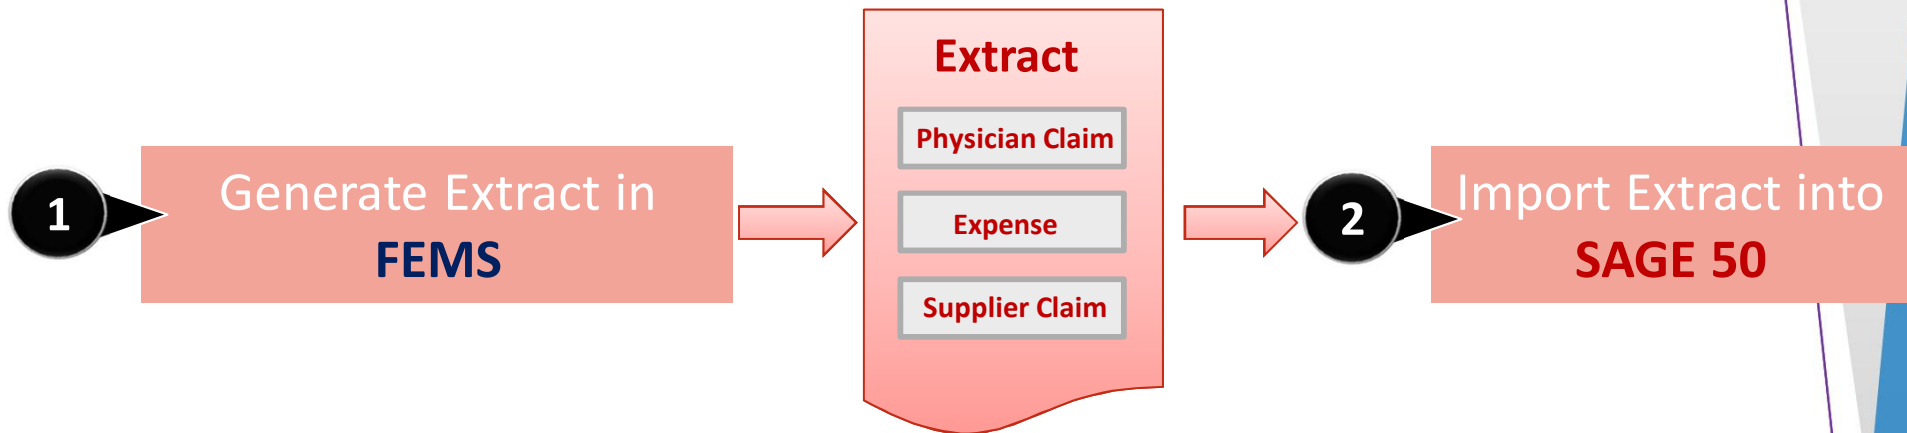 1
Generate Extract in
FEMS
Extract
Physician Claim
Expense
Supplier Claim
2
Import Extract into
SAGE 50